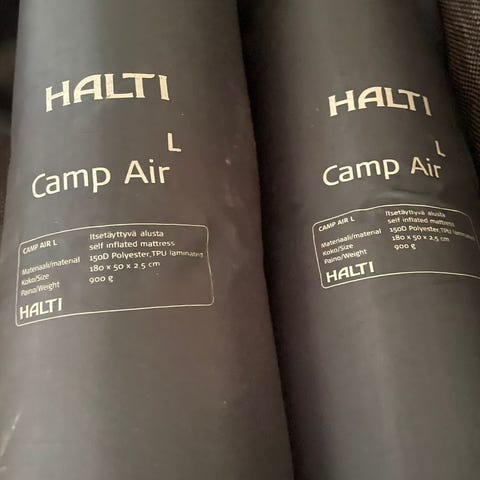 HALTI
L
Camp Air
CAMP AIR L
Itsetäyttyvä alusta
self inflated mattress
Materiaali/material 150D Polyester,TPU laminated
Koko/Size 180 x 50 x 2.5 cm
Paino/Weight 900 g
HALTI
HALTI
L
Camp Air
CAMP AIR L
Itsetäyttyvä alusta
self inflated mattress
Materiaali/material 150D Polyester,TPU laminated
Koko/Size 180 x 50 x 2.5 cm
Paino/Weight 900 g
HALTI